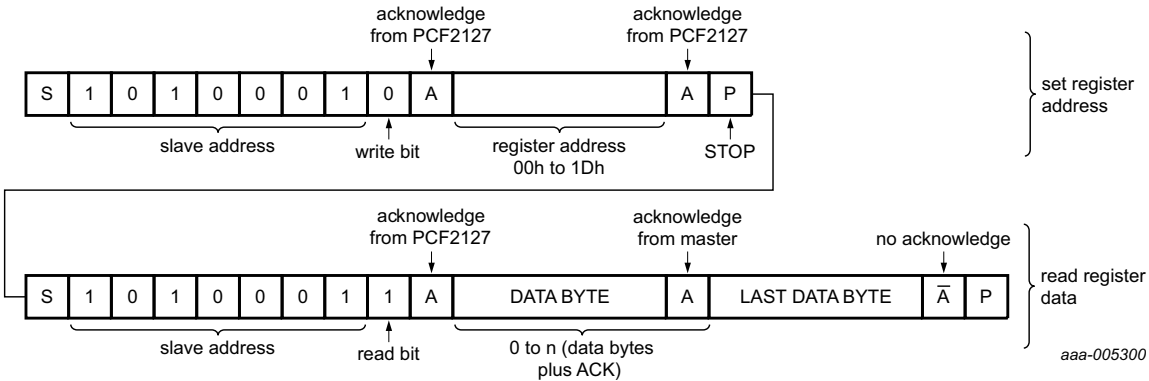 acknowledge
from PCF2127
acknowledge
from PCF2127
S 1 0 1 0 0 0 1 0 A A P
set register
address
slave address
write bit
register address
00h to 1Dh
STOP
acknowledge
from PCF2127
acknowledge
from master
no acknowledge
S 1 0 1 0 0 0 1 1 A DATA BYTE A LAST DATA BYTE A̅ P
read register
data
slave address
read bit
0 to n (data bytes
plus ACK)
aaa-005300